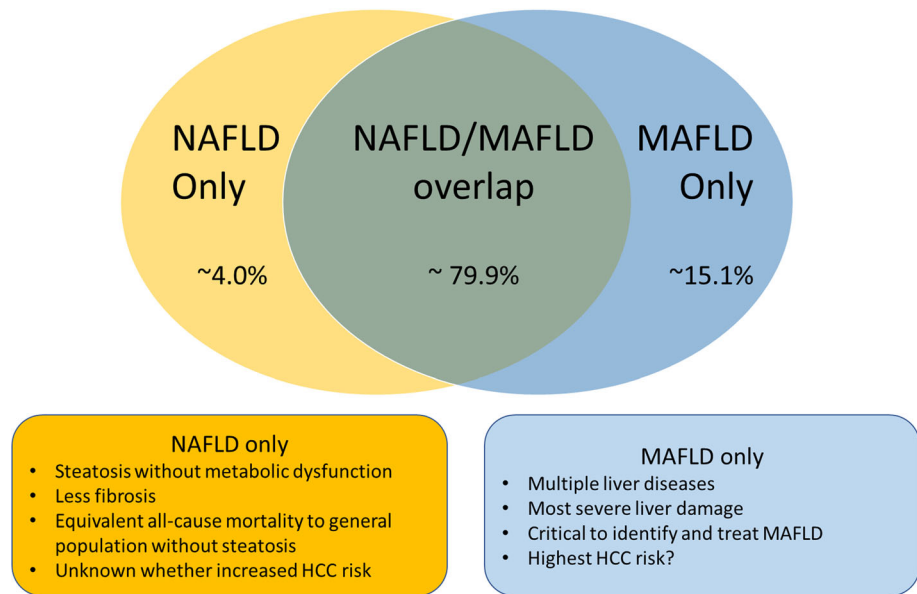 NAFLD
Only
NAFLD/MAFLD
overlap
MAFLD
Only
~4.0%
~ 79.9%
~15.1%
NAFLD only
• Steatosis without metabolic dysfunction
• Less fibrosis
• Equivalent all-cause mortality to general
population without steatosis
• Unknown whether increased HCC risk
MAFLD only
• Multiple liver diseases
• Most severe liver damage
• Critical to identify and treat MAFLD
• Highest HCC risk?